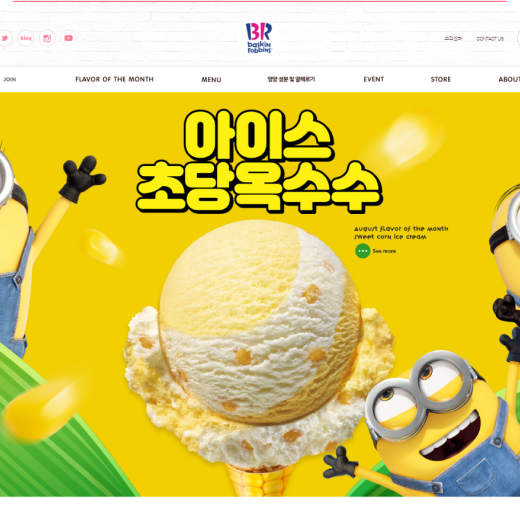 Blog
BR
baskin
robbins
고객센터
CONTACT US
JOIN
FLAVOR OF THE MONTH
MENU
영양 성분 및 알레르기
EVENT
STORE
ABOUT
아이스
초당옥수수
August flavor of the month
sweet corn ice cream
See more